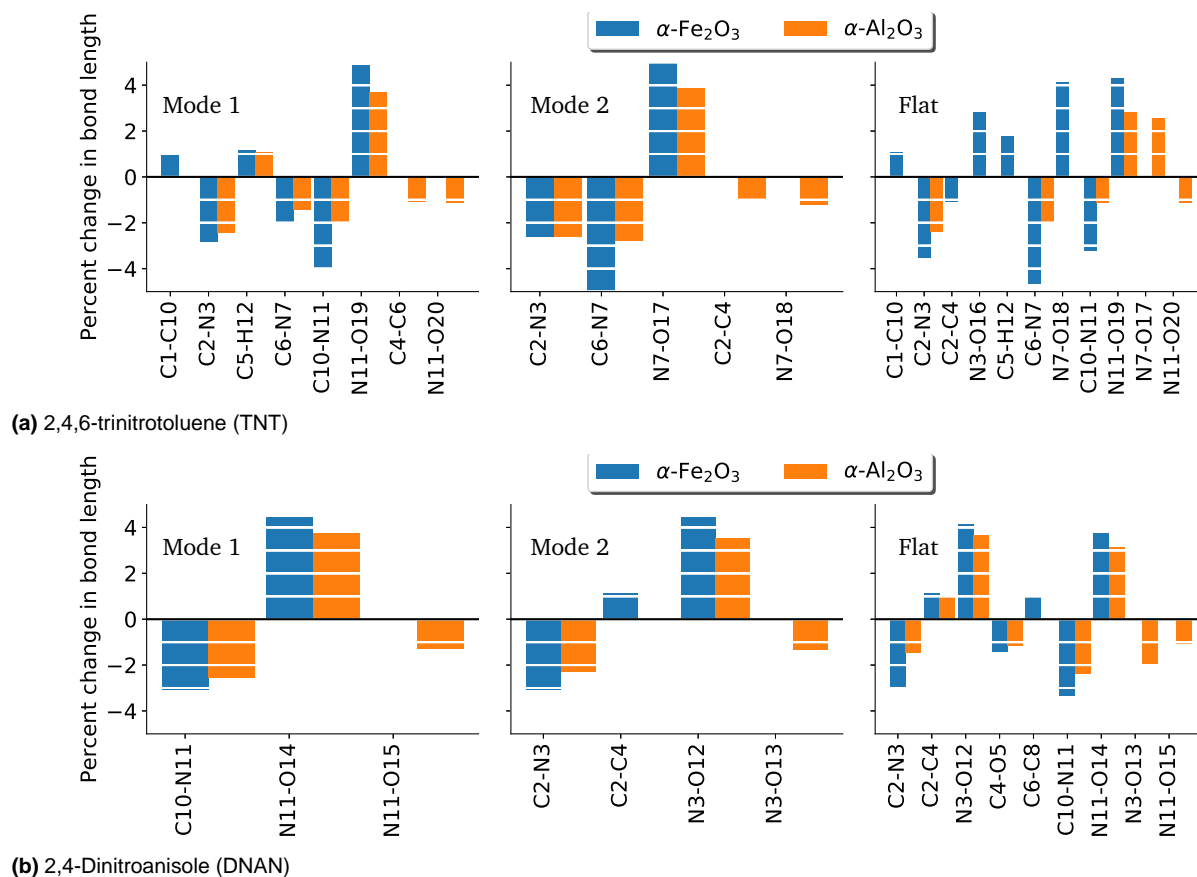 α-Fe₂O₃ α-Al₂O₃
Percent change in bond length
4
2
0
−2
−4
Mode 1
C1-C10
C2-N3
C5-H12
C6-N7
C10-N11
N11-O19
C4-C6
N11-O20
Mode 2
C2-N3
C6-N7
N7-O17
C2-C4
N7-O18
Flat
C1-C10
C2-N3
C2-C4
N3-O16
C5-H12
C6-N7
N7-O18
C10-N11
N11-O19
N7-O17
N11-O20
(a) 2,4,6-trinitrotoluene (TNT)
α-Fe₂O₃ α-Al₂O₃
Percent change in bond length
4
2
0
−2
−4
Mode 1
C10-N11
N11-O14
N11-O15
Mode 2
C2-N3
C2-C4
N3-O12
N3-O13
Flat
C2-N3
C2-C4
N3-O12
C4-O5
C6-C8
C10-N11
N11-O14
N3-O13
N11-O15
(b) 2,4-Dinitroanisole (DNAN)